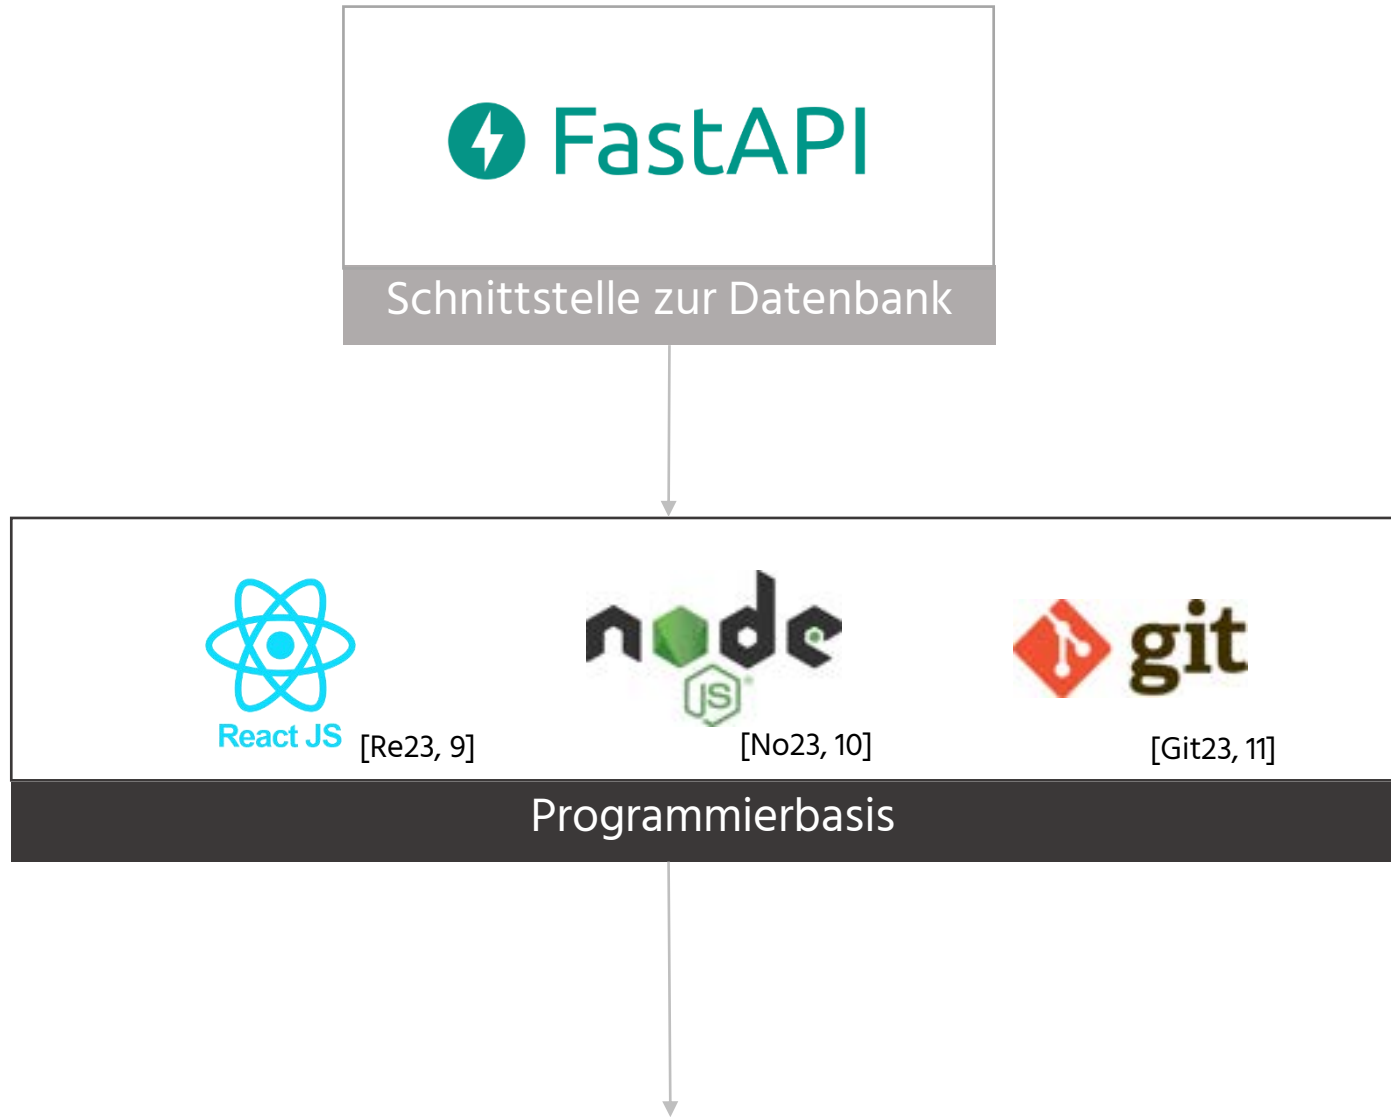 FastAPI
Schnittstelle zur Datenbank
node
JS
git
React JS
[Re23, 9]
[No23, 10]
[Git23, 11]
Programmierbasis